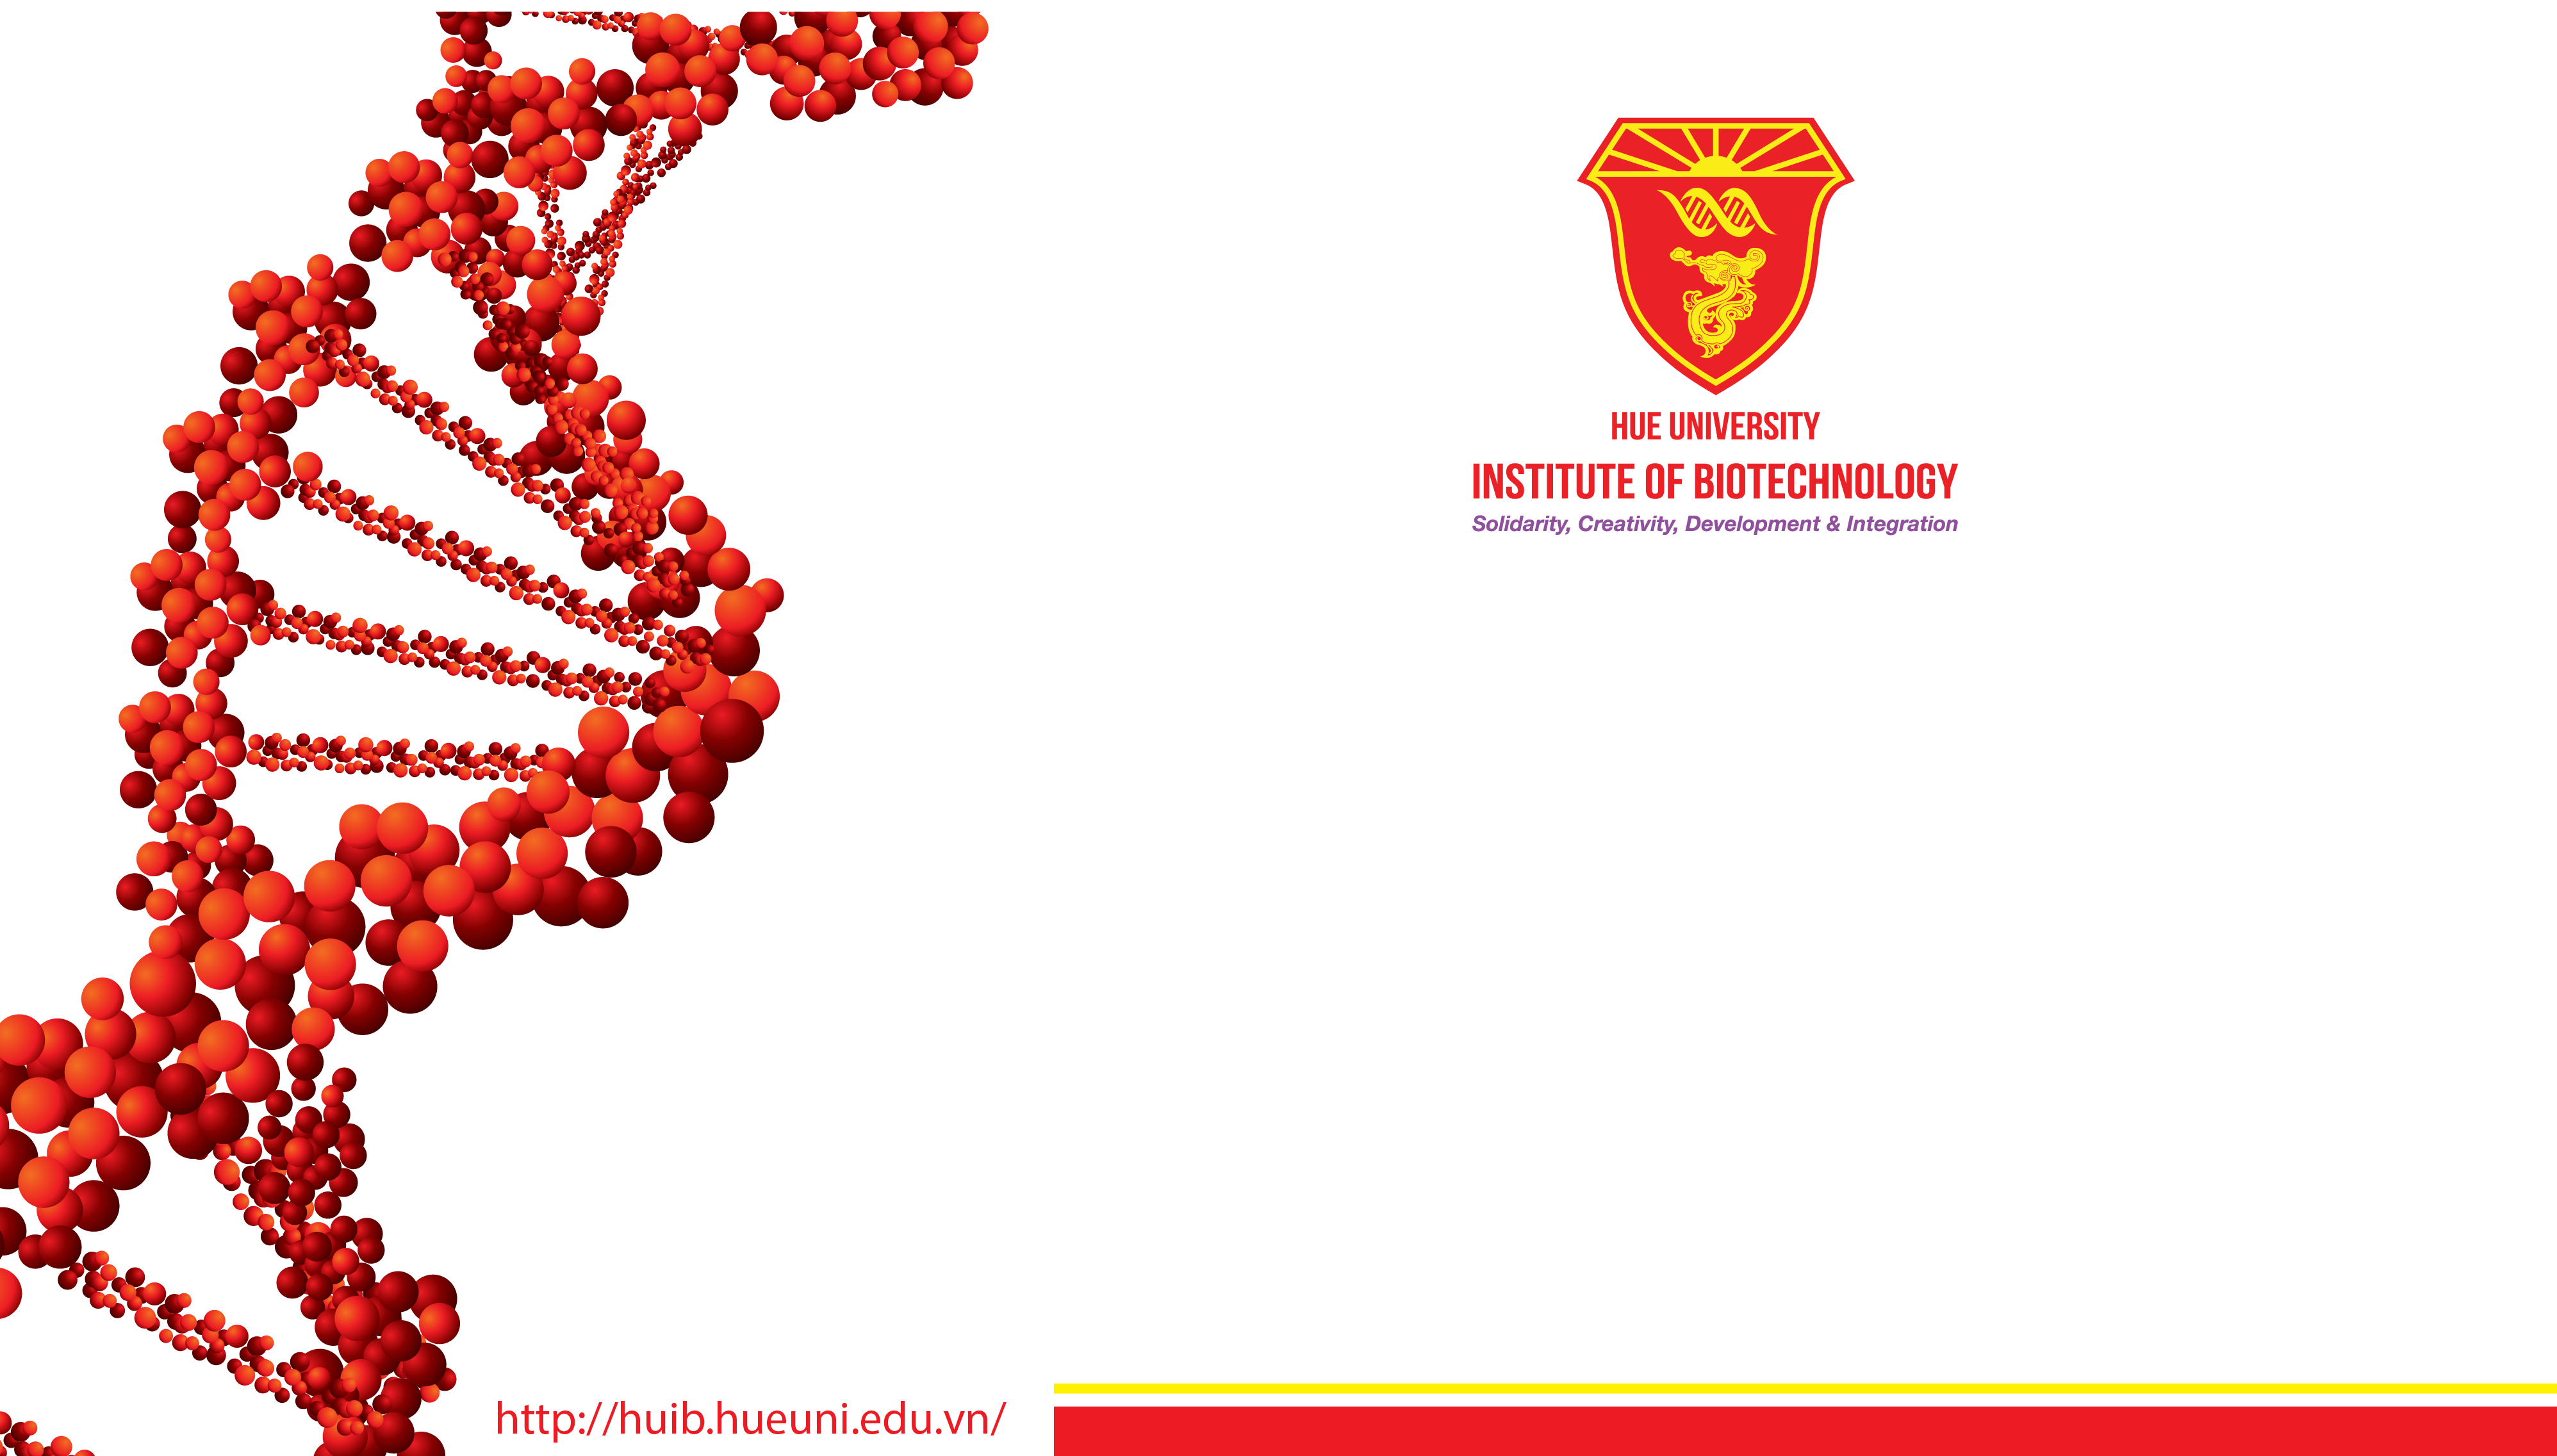 HUE UNIVERSITY
INSTITUTE OF BIOTECHNOLOGY
Solidarity, Creativity, Development & Integration
http://huib.hueuni.edu.vn/